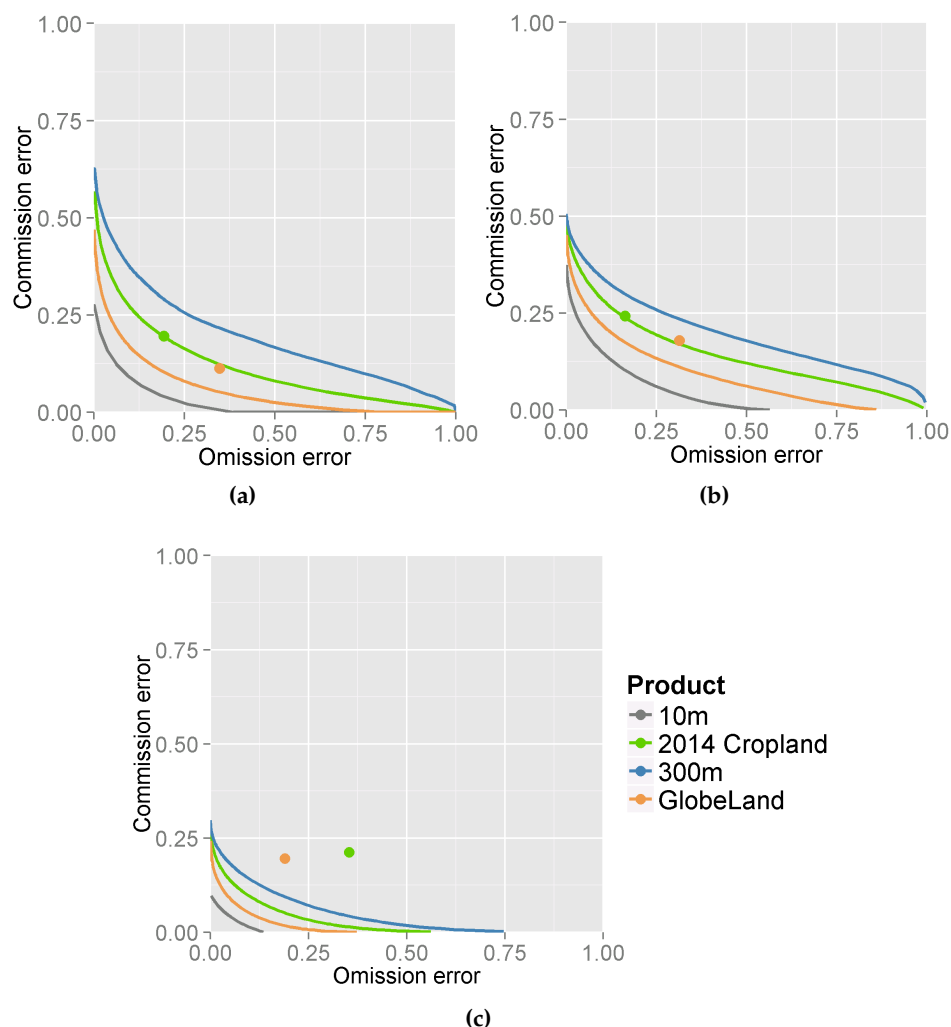 1.00
0.75
0.50
0.25
0.00
Commission error
0.00 0.25 0.50 0.75 1.00
Omission error
(a)
1.00
0.75
0.50
0.25
0.00
Commission error
0.00 0.25 0.50 0.75 1.00
Omission error
(b)
1.00
0.75
0.50
0.25
0.00
Commission error
0.00 0.25 0.50 0.75 1.00
Omission error
(c)
Product
10m
2014 Cropland
300m
GlobeLand